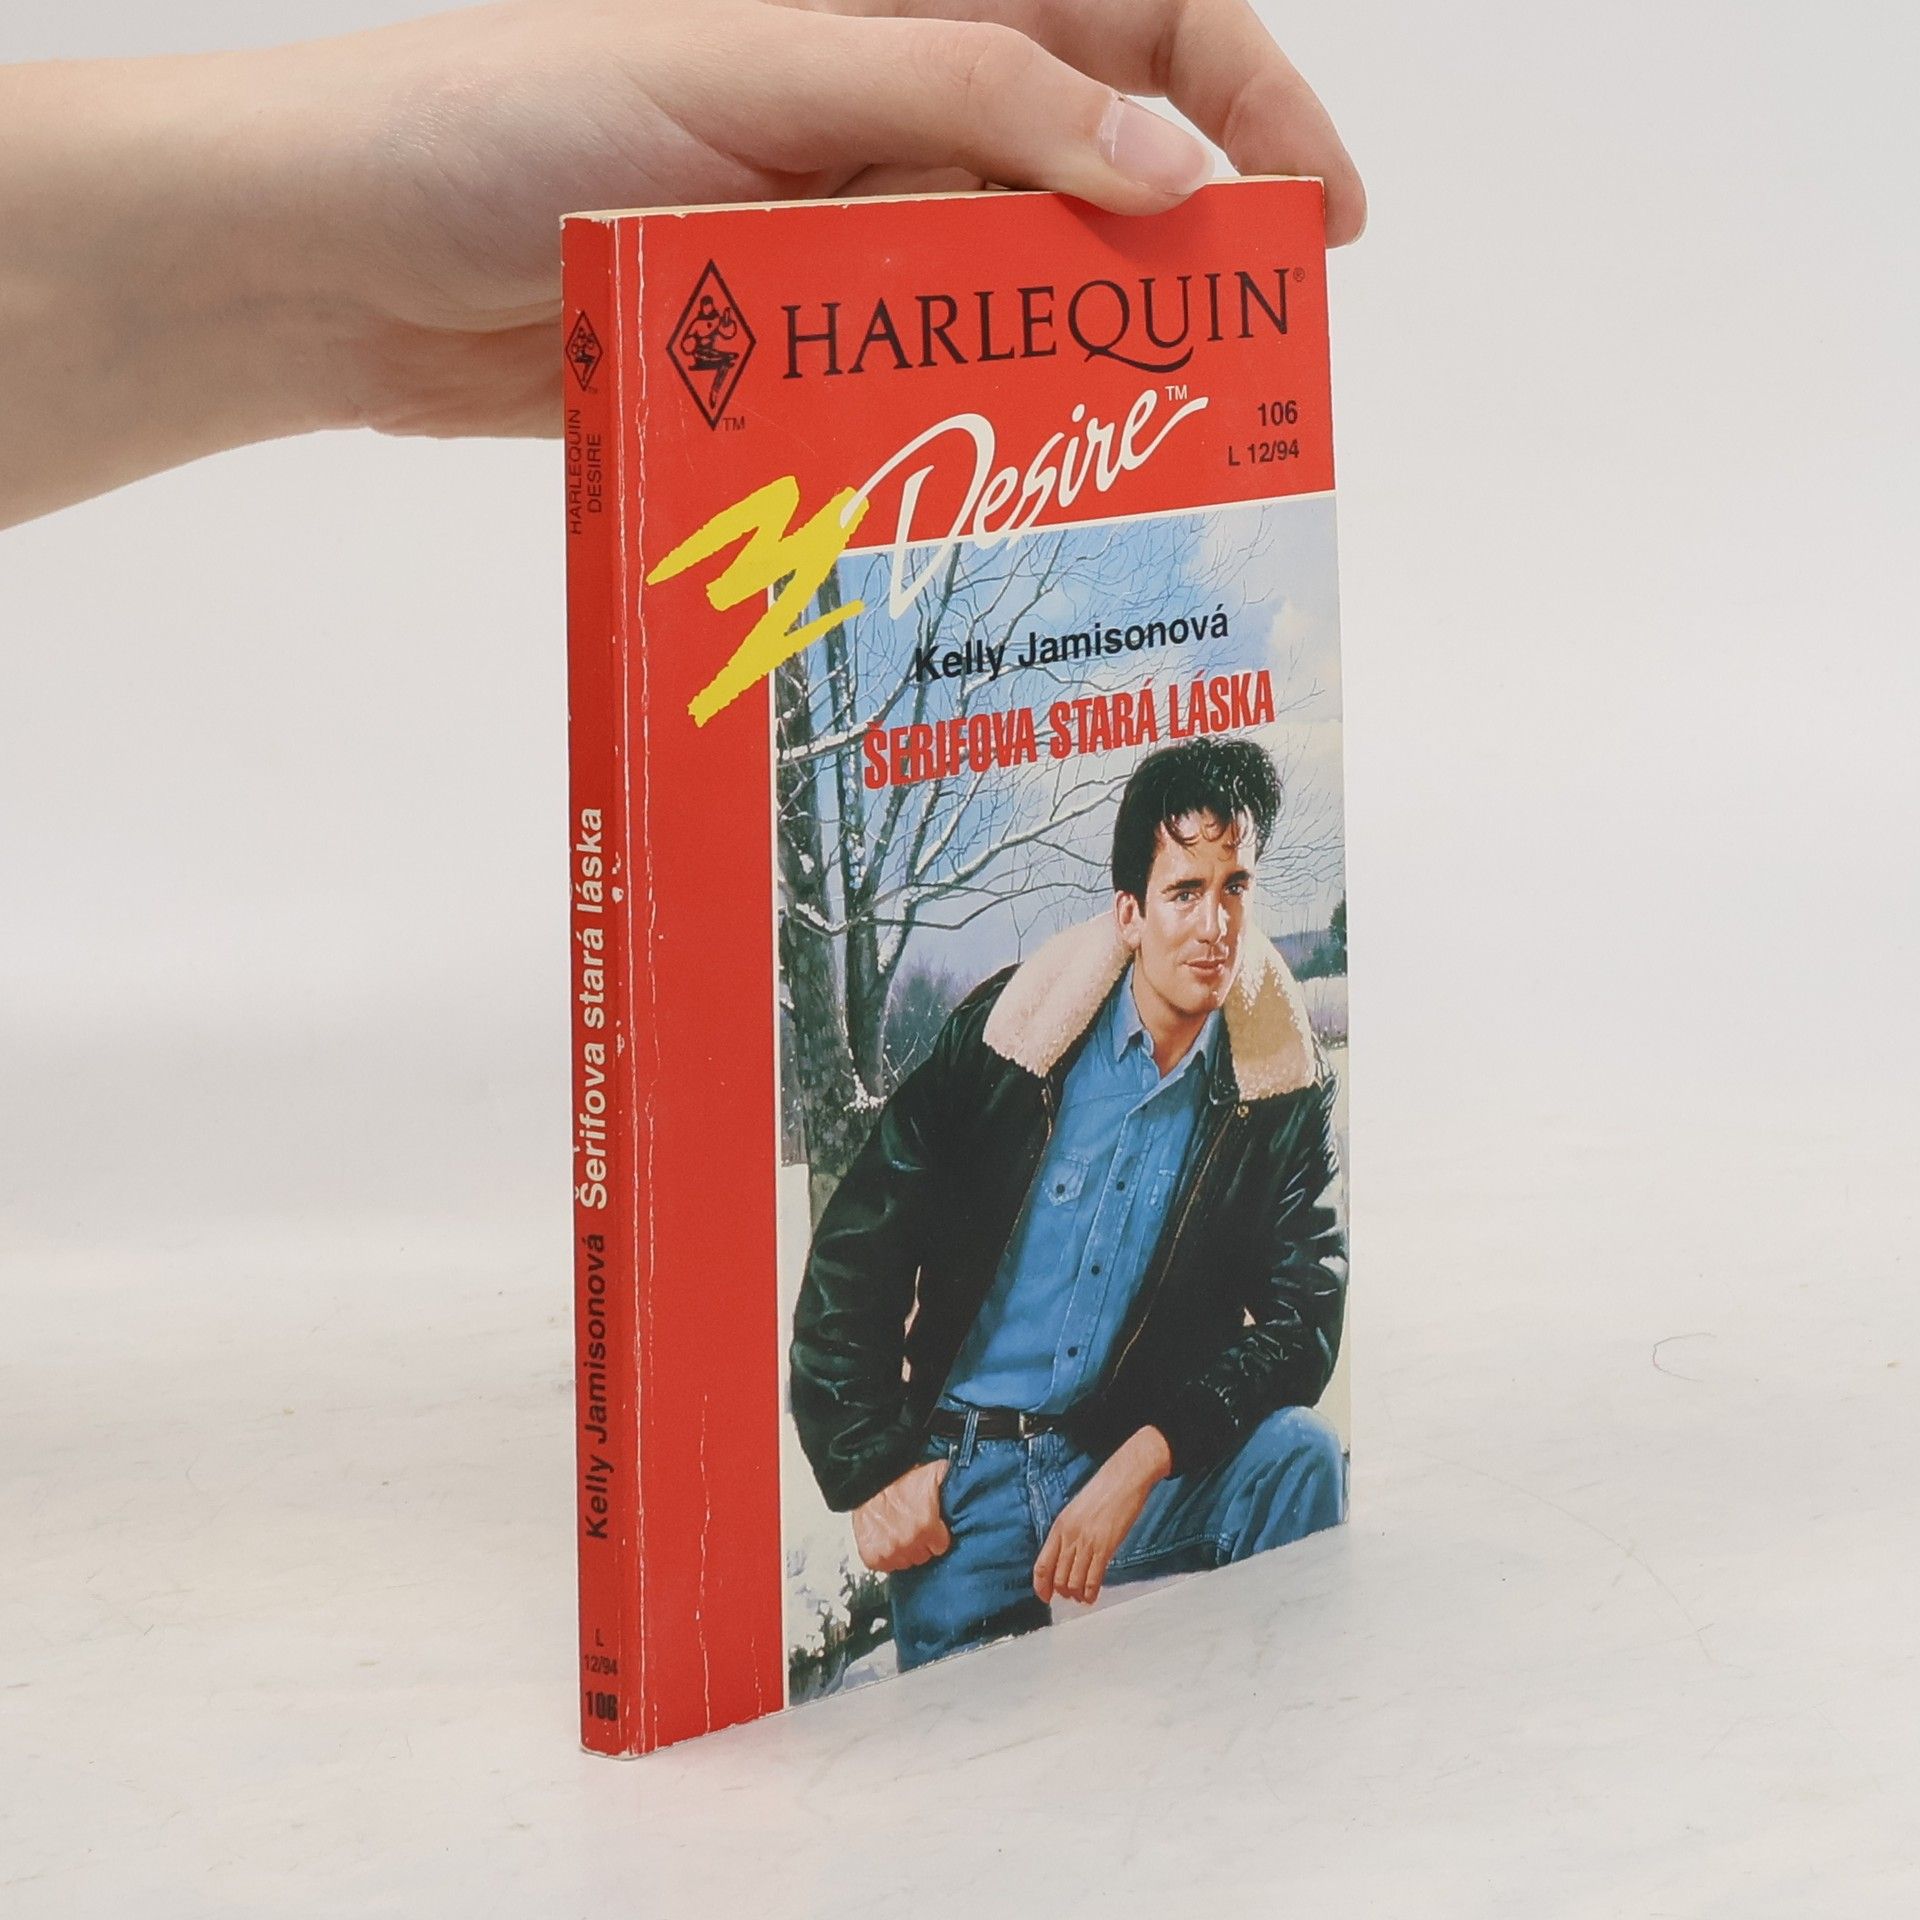 HARLEQUIN®
Desire™
106
L 12/94
Kelly Jamisonová
ŠERIFOVA STARÁ LÁSKA
TM
HARLEQUIN
DESIRE
Kelly Jamisonová Šerifova stará láska
L
12/94
106